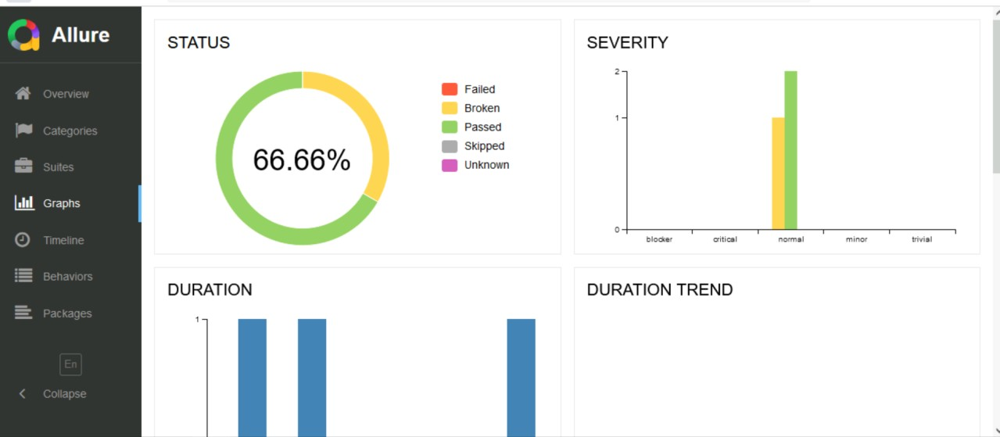 Allure
Overview
Categories
Suites
Graphs
Timeline
Behaviors
Packages
En
Collapse
STATUS
66.66%
Failed
Broken
Passed
Skipped
Unknown
SEVERITY
2
1
0
blocker critical normal minor trivial
DURATION
1
DURATION TREND